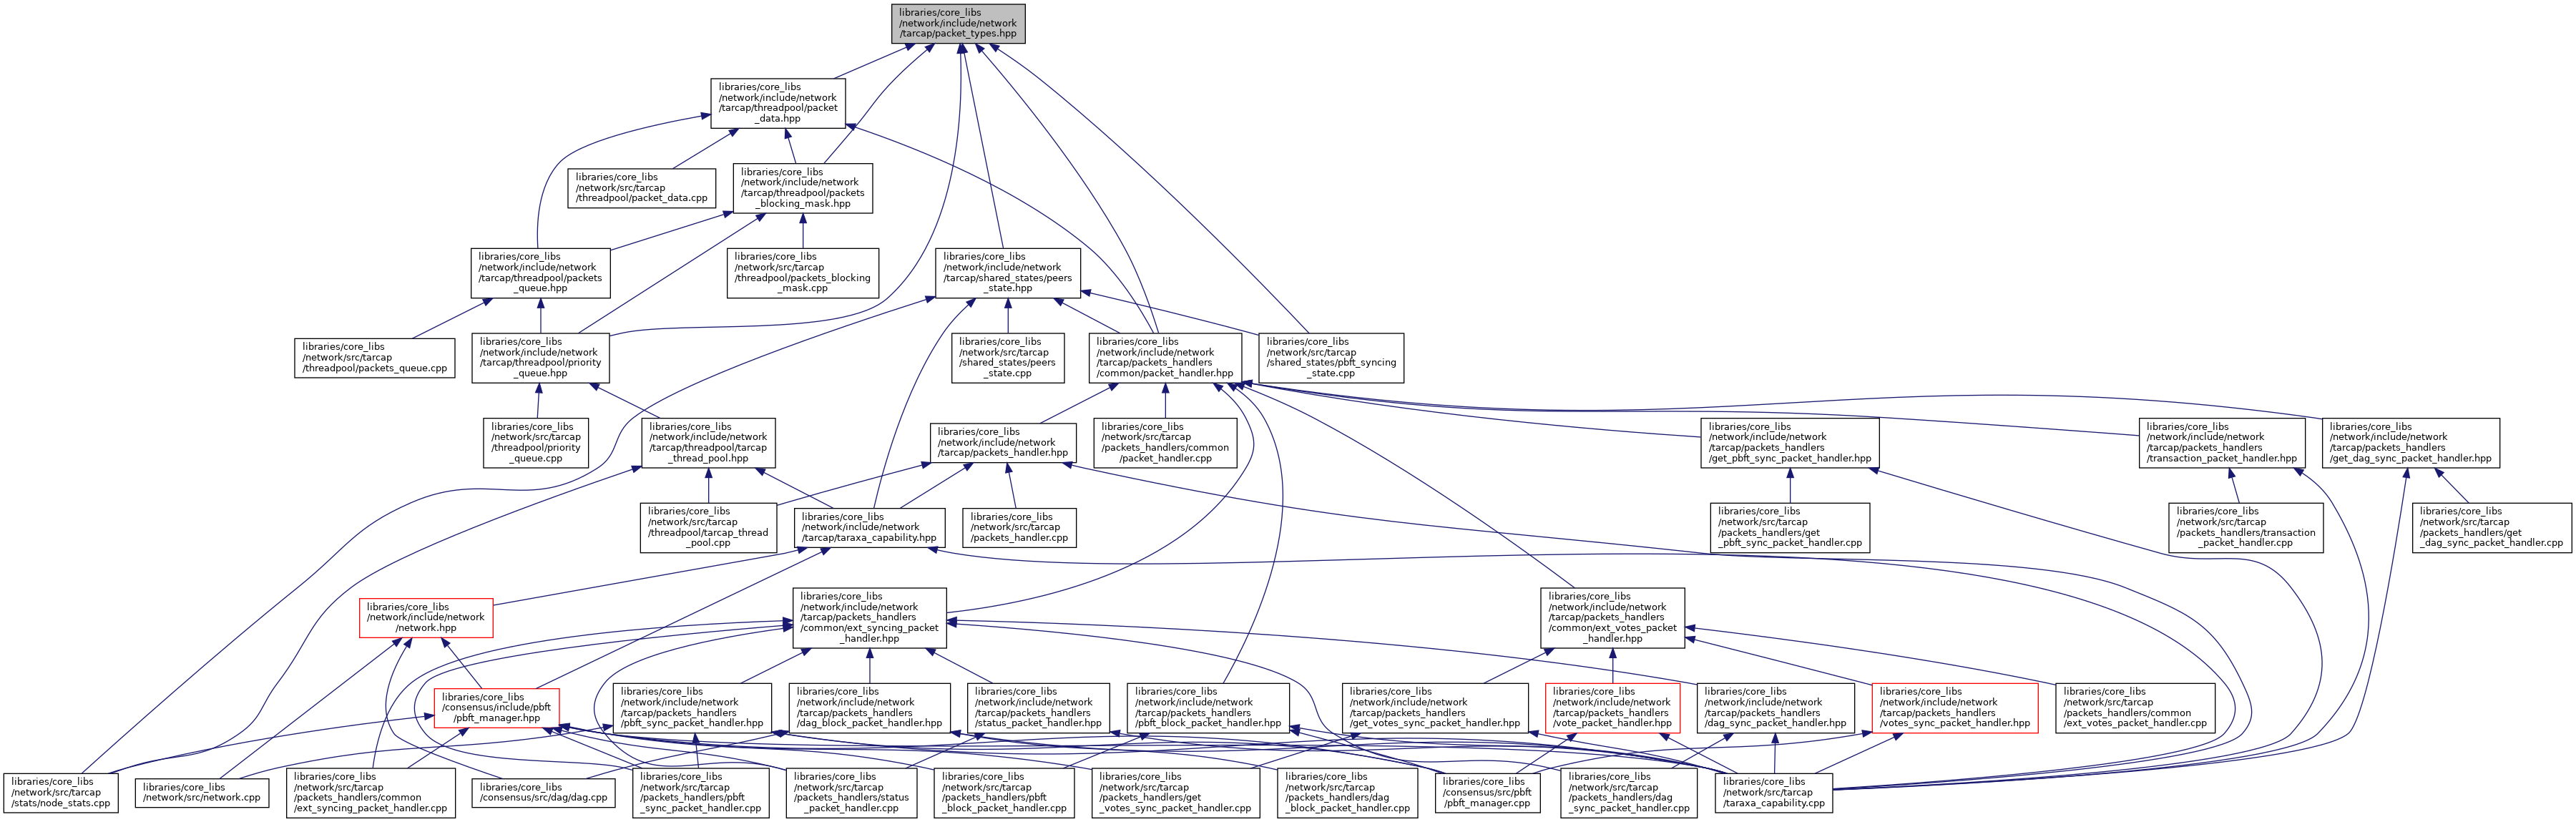 libraries/core_libs
/network/include/network
/tarcap/packet_types.hpp
libraries/core_libs
/network/include/network
/tarcap/threadpool/packet
_data.hpp
libraries/core_libs
/network/src/tarcap
/threadpool/packet_data.cpp
libraries/core_libs
/network/include/network
/tarcap/threadpool/packets
_blocking_mask.hpp
libraries/core_libs
/network/include/network
/tarcap/threadpool/packets
_queue.hpp
libraries/core_libs
/network/src/tarcap
/threadpool/packets_blocking
_mask.cpp
libraries/core_libs
/network/include/network
/tarcap/shared_states/peers
_state.hpp
libraries/core_libs
/network/src/tarcap
/threadpool/packets_queue.cpp
libraries/core_libs
/network/include/network
/tarcap/threadpool/priority
_queue.hpp
libraries/core_libs
/network/src/tarcap
/shared_states/peers
_state.cpp
libraries/core_libs
/network/include/network
/tarcap/packets_handlers
/common/packet_handler.hpp
libraries/core_libs
/network/src/tarcap
/shared_states/pbft_syncing
_state.cpp
libraries/core_libs
/network/src/tarcap
/threadpool/priority
_queue.cpp
libraries/core_libs
/network/include/network
/tarcap/threadpool/tarcap
_thread_pool.hpp
libraries/core_libs
/network/include/network
/tarcap/packets_handler.hpp
libraries/core_libs
/network/src/tarcap
/packets_handlers/common
/packet_handler.cpp
libraries/core_libs
/network/include/network
/tarcap/packets_handlers
/get_pbft_sync_packet_handler.hpp
libraries/core_libs
/network/include/network
/tarcap/packets_handlers
/transaction_packet_handler.hpp
libraries/core_libs
/network/include/network
/tarcap/packets_handlers
/get_dag_sync_packet_handler.hpp
libraries/core_libs
/network/src/tarcap
/threadpool/tarcap_thread
_pool.cpp
libraries/core_libs
/network/include/network
/tarcap/taraxa_capability.hpp
libraries/core_libs
/network/src/tarcap
/packets_handler.cpp
libraries/core_libs
/network/src/tarcap
/packets_handlers/get
_pbft_sync_packet_handler.cpp
libraries/core_libs
/network/src/tarcap
/packets_handlers/transaction
_packet_handler.cpp
libraries/core_libs
/network/src/tarcap
/packets_handlers/get
_dag_sync_packet_handler.cpp
libraries/core_libs
/network/include/network
/network.hpp
libraries/core_libs
/network/include/network
/tarcap/packets_handlers
/common/ext_syncing_packet
_handler.hpp
libraries/core_libs
/network/include/network
/tarcap/packets_handlers
/common/ext_votes_packet
_handler.hpp
libraries/core_libs
/consensus/include/pbft
/pbft_manager.hpp
libraries/core_libs
/network/include/network
/tarcap/packets_handlers
/pbft_sync_packet_handler.hpp
libraries/core_libs
/network/include/network
/tarcap/packets_handlers
/dag_block_packet_handler.hpp
libraries/core_libs
/network/include/network
/tarcap/packets_handlers
/status_packet_handler.hpp
libraries/core_libs
/network/include/network
/tarcap/packets_handlers
/pbft_block_packet_handler.hpp
libraries/core_libs
/network/include/network
/tarcap/packets_handlers
/get_votes_sync_packet_handler.hpp
libraries/core_libs
/network/include/network
/tarcap/packets_handlers
/vote_packet_handler.hpp
libraries/core_libs
/network/include/network
/tarcap/packets_handlers
/dag_sync_packet_handler.hpp
libraries/core_libs
/network/include/network
/tarcap/packets_handlers
/votes_sync_packet_handler.hpp
libraries/core_libs
/network/src/tarcap
/packets_handlers/common
/ext_votes_packet_handler.cpp
libraries/core_libs
/network/src/tarcap
/stats/node_stats.cpp
libraries/core_libs
/network/src/network.cpp
libraries/core_libs
/network/src/tarcap
/packets_handlers/common
/ext_syncing_packet_handler.cpp
libraries/core_libs
/consensus/src/dag/dag.cpp
libraries/core_libs
/network/src/tarcap
/packets_handlers/pbft
_sync_packet_handler.cpp
libraries/core_libs
/network/src/tarcap
/packets_handlers/status
_packet_handler.cpp
libraries/core_libs
/network/src/tarcap
/packets_handlers/pbft
_block_packet_handler.cpp
libraries/core_libs
/network/src/tarcap
/packets_handlers/get
_votes_sync_packet_handler.cpp
libraries/core_libs
/network/src/tarcap
/packets_handlers/dag
_block_packet_handler.cpp
libraries/core_libs
/consensus/src/pbft
/pbft_manager.cpp
libraries/core_libs
/network/src/tarcap
/packets_handlers/dag
_sync_packet_handler.cpp
libraries/core_libs
/network/src/tarcap
/taraxa_capability.cpp